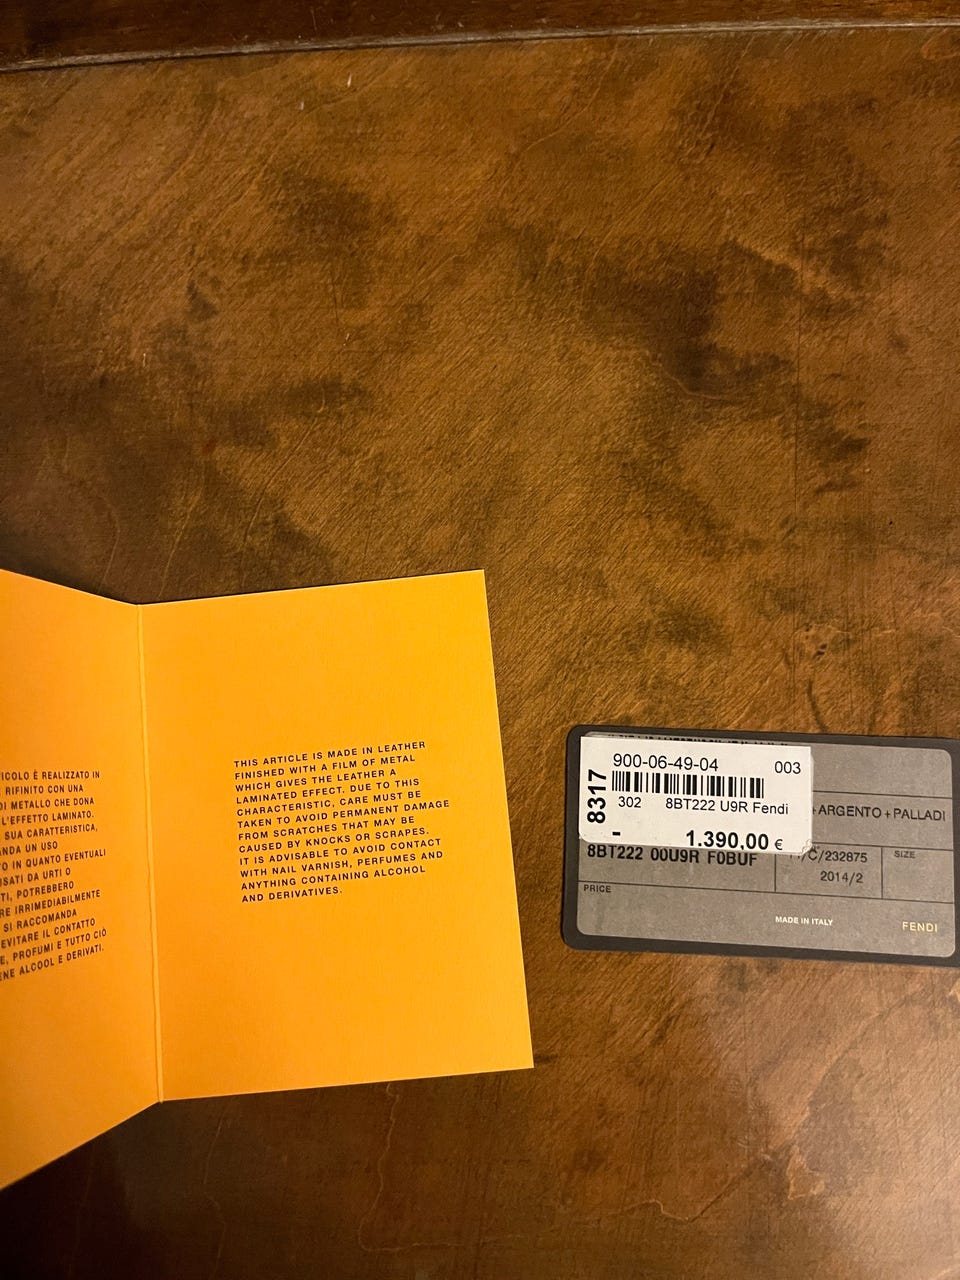 ICOLO È REALIZZATO IN
RIFINITO CON UNA
DI METALLO CHE DONA
L'EFFETTO LAMINATO.
SUA CARATTERISTICA,
ANDA UN USO
TO IN QUANTO EVENTUALI
USATI DA URTI O
TI, POTREBBERO
RE IRRIMEDIABILMENTE
SI RACCOMANDA
EVITARE IL CONTATTO
E, PROFUMI E TUTTO CIÒ
ENE ALCOOL E DERIVATI.
THIS ARTICLE IS MADE IN LEATHER
FINISHED WITH A FILM OF METAL
WHICH GIVES THE LEATHER A
LAMINATED EFFECT. DUE TO THIS
CHARACTERISTIC, CARE MUST BE
TAKEN TO AVOID PERMANENT DAMAGE
FROM SCRATCHES THAT MAY BE
CAUSED BY KNOCKS OR SCRAPES.
IT IS ADVISABLE TO AVOID CONTACT
WITH NAIL VARNISH, PERFUMES AND
ANYTHING CONTAINING ALCOHOL
AND DERIVATIVES.
8317
900-06-49-04 003
302 8BT222 U9R Fendi
- 1.390,00 €
ARGENTO+PALLADI
8BT222 00U9R F0BUF
/C/232875
2014/2
SIZE
PRICE
MADE IN ITALY
FENDI